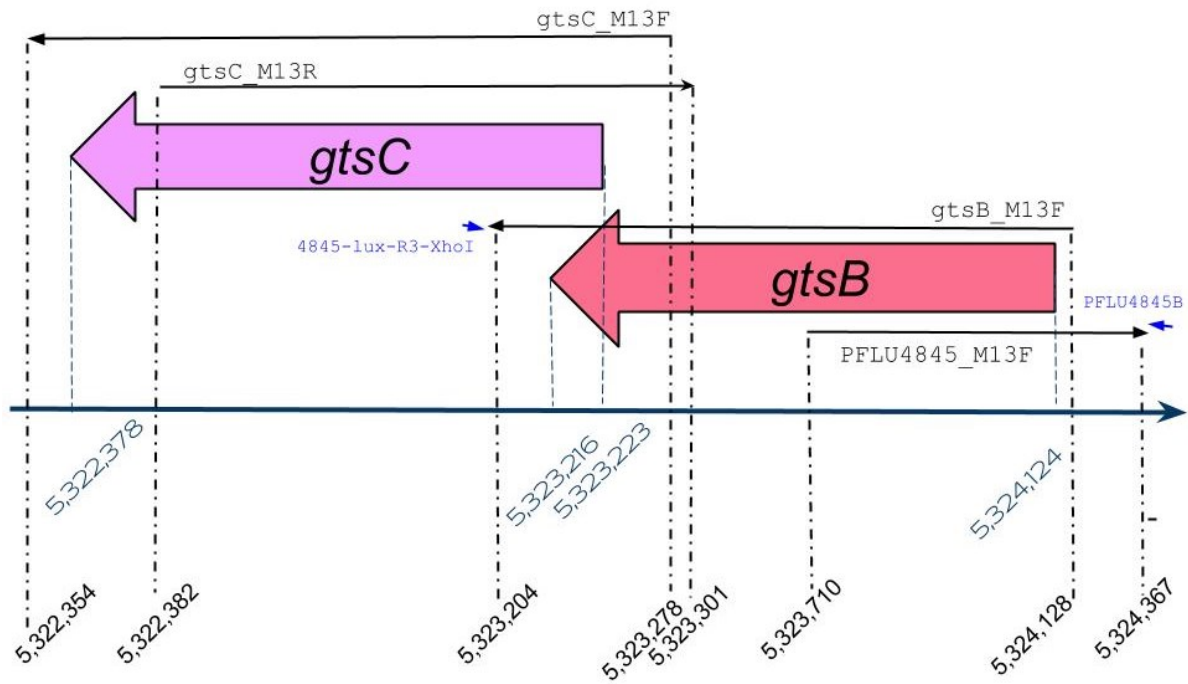 gtsC_M13F
gtsC_M13R
gtsC
gtsB_M13F
4845-lux-R3-XhoI
gtsB
PFLU4845B
PFLU4845_M13F
5,322,378
5,323,216
5,323,223
5,324,124
-
5,322,354
5,322,382
5,323,204
5,323,278
5,323,301
5,323,710
5,324,128
5,324,367